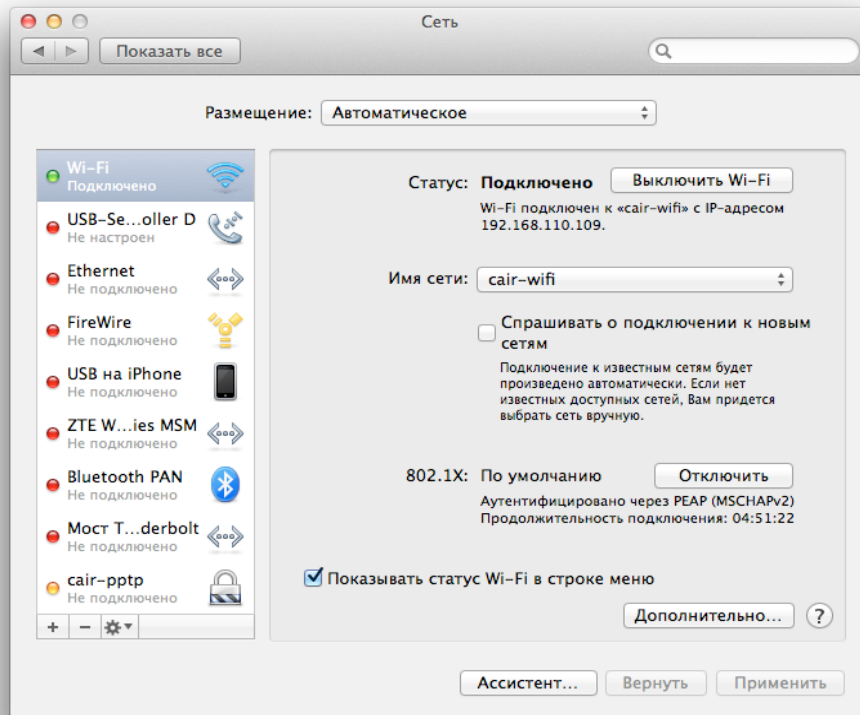 Сеть
Показать все
Размещение: Автоматическое
Wi-Fi
Подключено
USB-Se...oller D
Не настроен
Ethernet
Не подключено
FireWire
Не подключено
USB на iPhone
Не подключено
ZTE W...ies MSM
Не подключено
Bluetooth PAN
Не подключено
Мост T...derbolt
Не подключено
cair-pptp
Не подключено
Статус: Подключено Выключить Wi-Fi
Wi-Fi подключен к «cair-wifi» с IP-адресом
192.168.110.109.
Имя сети: cair-wifi
Спрашивать о подключении к новым
сетям
Подключение к известным сетям будет
произведено автоматически. Если нет
известных доступных сетей, Вам придется
выбрать сеть вручную.
802.1X: По умолчанию Отключить
Аутентифицировано через PEAP (MSCHAPv2)
Продолжительность подключения: 04:51:22
Показывать статус Wi-Fi в строке меню
Дополнительно... ?
Ассистент... Вернуть Применить